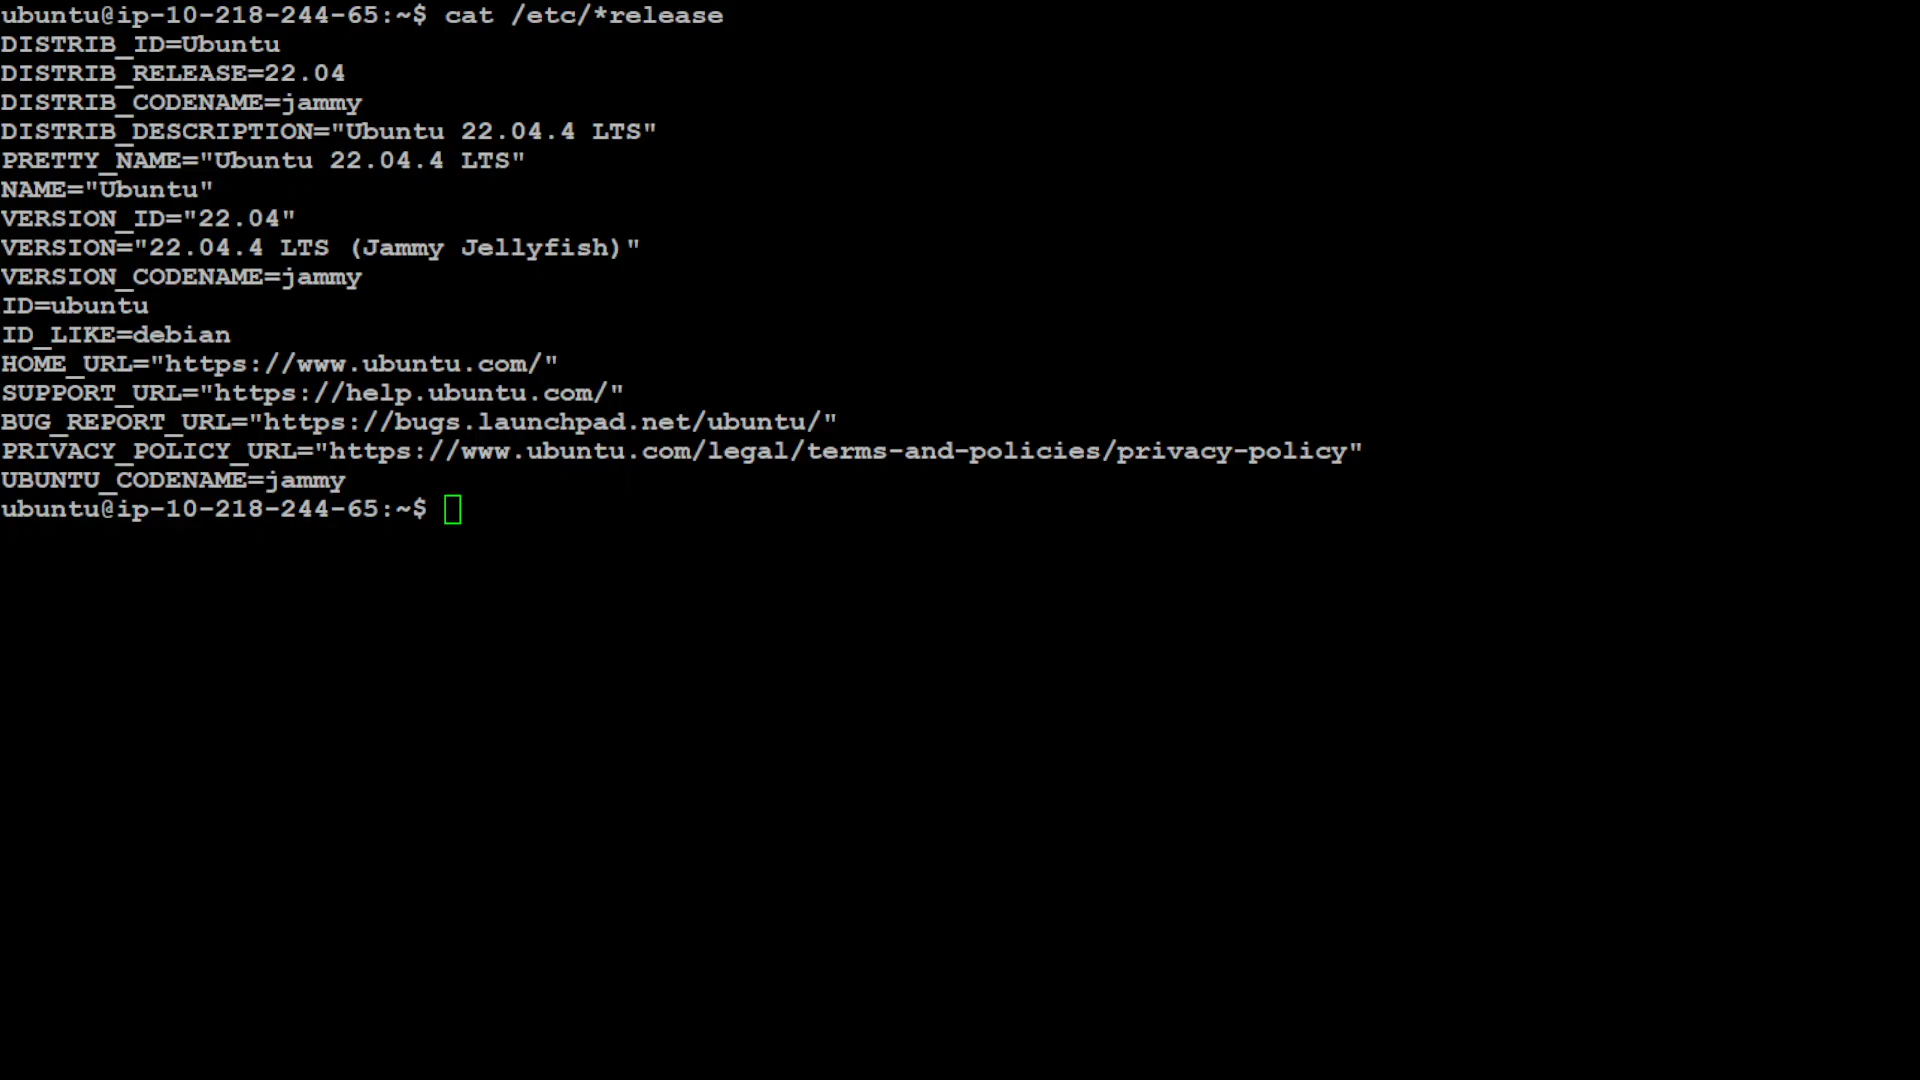 ubuntu@ip-10-218-244-65:~$ cat /etc/*release
DISTRIB_ID=Ubuntu
DISTRIB_RELEASE=22.04
DISTRIB_CODENAME=jammy
DISTRIB_DESCRIPTION="Ubuntu 22.04.4 LTS"
PRETTY_NAME="Ubuntu 22.04.4 LTS"
NAME="Ubuntu"
VERSION_ID="22.04"
VERSION="22.04.4 LTS (Jammy Jellyfish)"
VERSION_CODENAME=jammy
ID=ubuntu
ID_LIKE=debian
HOME_URL="https://www.ubuntu.com/"
SUPPORT_URL="https://help.ubuntu.com/"
BUG_REPORT_URL="https://bugs.launchpad.net/ubuntu/"
PRIVACY_POLICY_URL="https://www.ubuntu.com/legal/terms-and-policies/privacy-policy"
UBUNTU_CODENAME=jammy
ubuntu@ip-10-218-244-65:~$